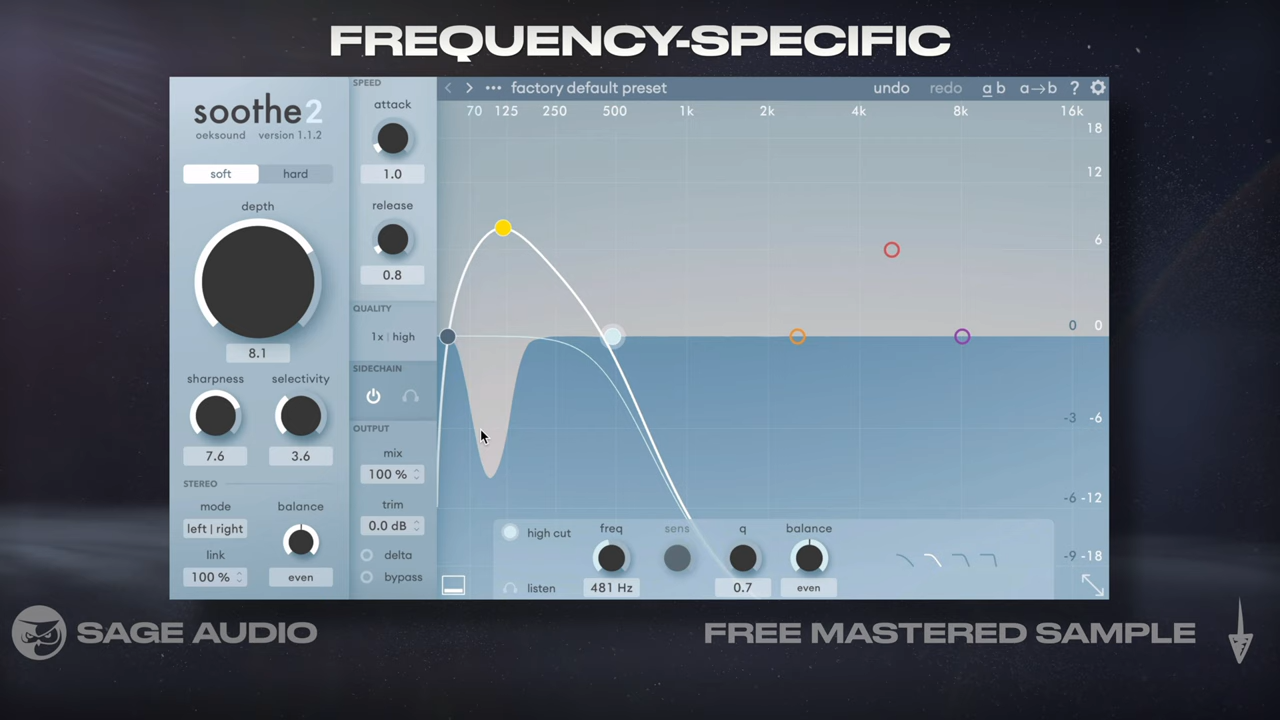 FREQUENCY-SPECIFIC
soothe2
oeksound version 1.1.2
soft hard
depth
8.1
sharpness selectivity
7.6 3.6
STEREO
mode balance
left | right
link
100 % even
SPEED
attack
1.0
release
0.8
QUALITY
1x | high
SIDECHAIN
OUTPUT
mix
100 %
trim
0.0 dB
delta
bypass
factory default preset undo redo a b a→b ?
70 125 250 500 1k 2k 4k 8k 16k
18
12
6
0 0
-3 -6
-6 -12
-9 -18
high cut freq sens q balance
listen 481 Hz 0.7 even
SAGE AUDIO FREE MASTERED SAMPLE